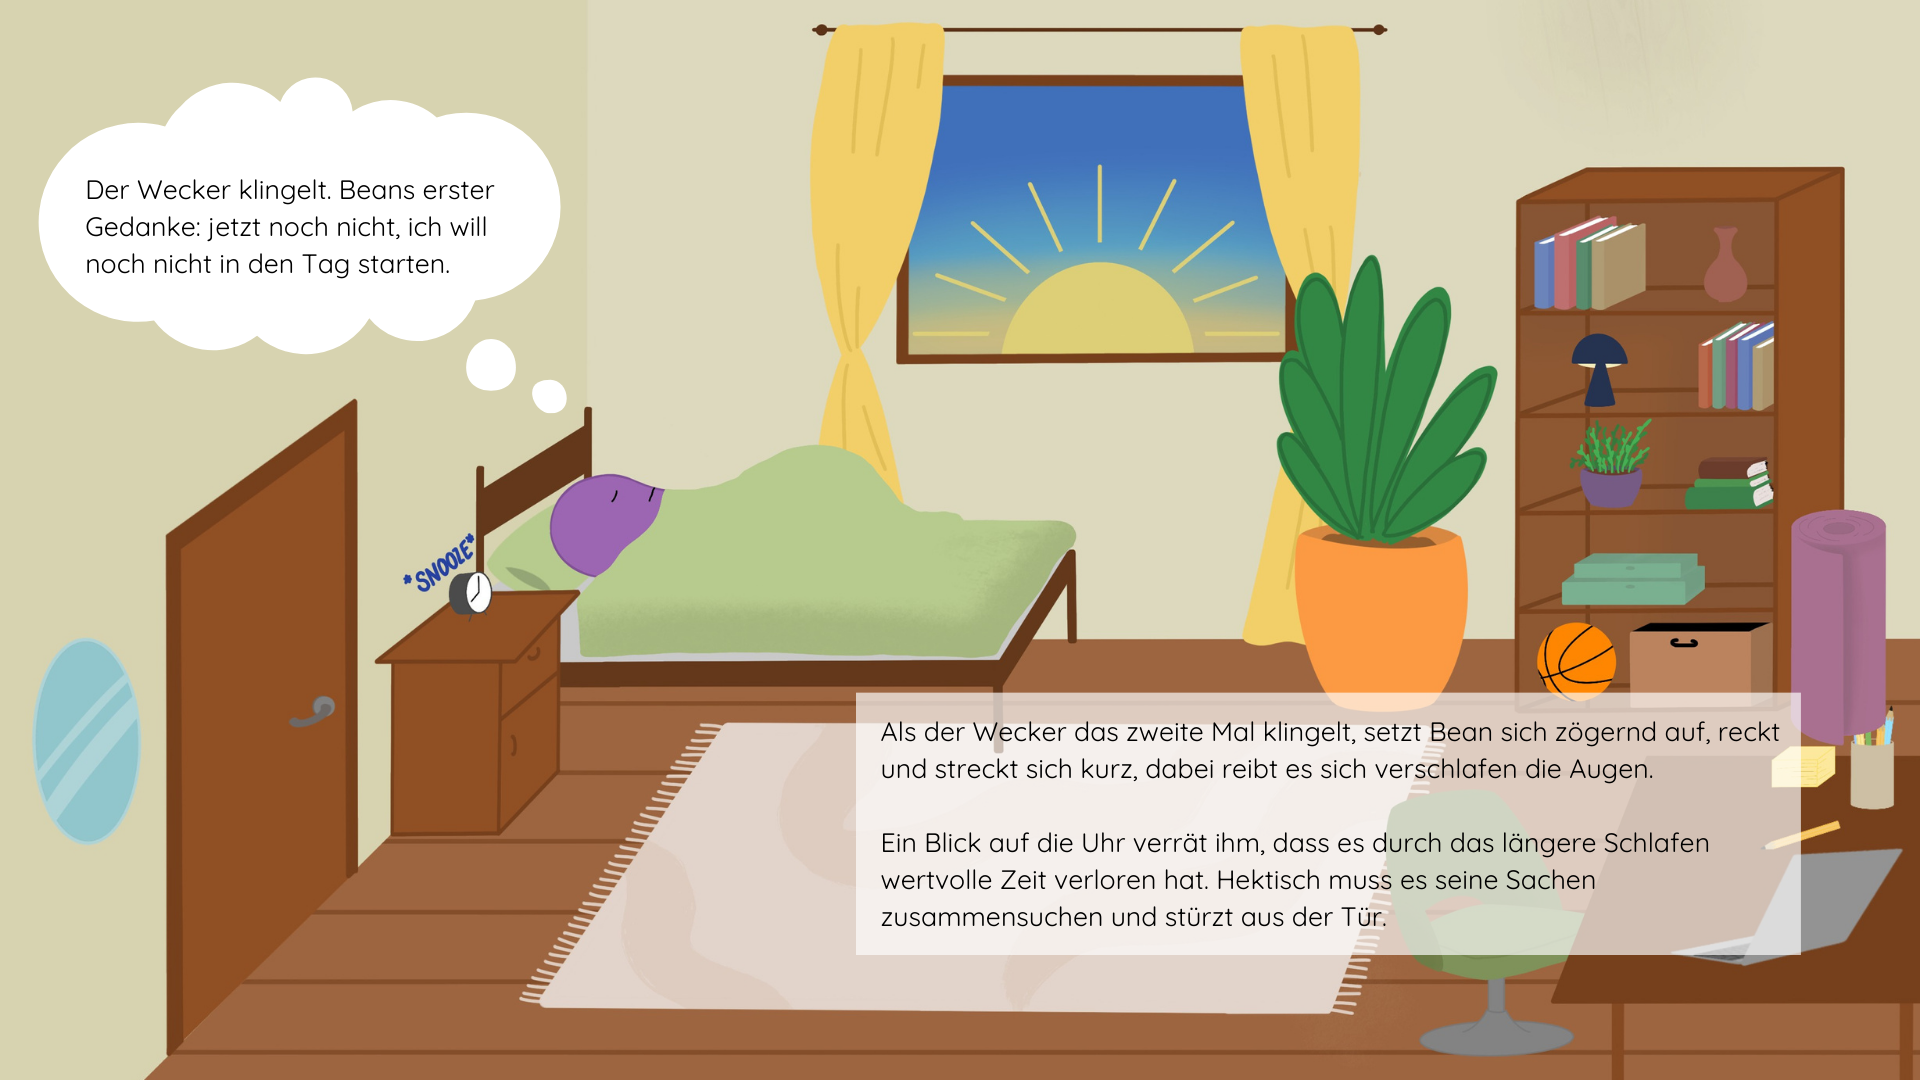 Der Wecker klingelt. Beans erster
Gedanke: jetzt noch nicht, ich will
noch nicht in den Tag starten.
*SNOOZE*
Als der Wecker das zweite Mal klingelt, setzt Bean sich zögernd auf, reckt
und streckt sich kurz, dabei reibt es sich verschlafen die Augen.
Ein Blick auf die Uhr verrät ihm, dass es durch das längere Schlafen
wertvolle Zeit verloren hat. Hektisch muss es seine Sachen
zusammensuchen und stürzt aus der Tür.